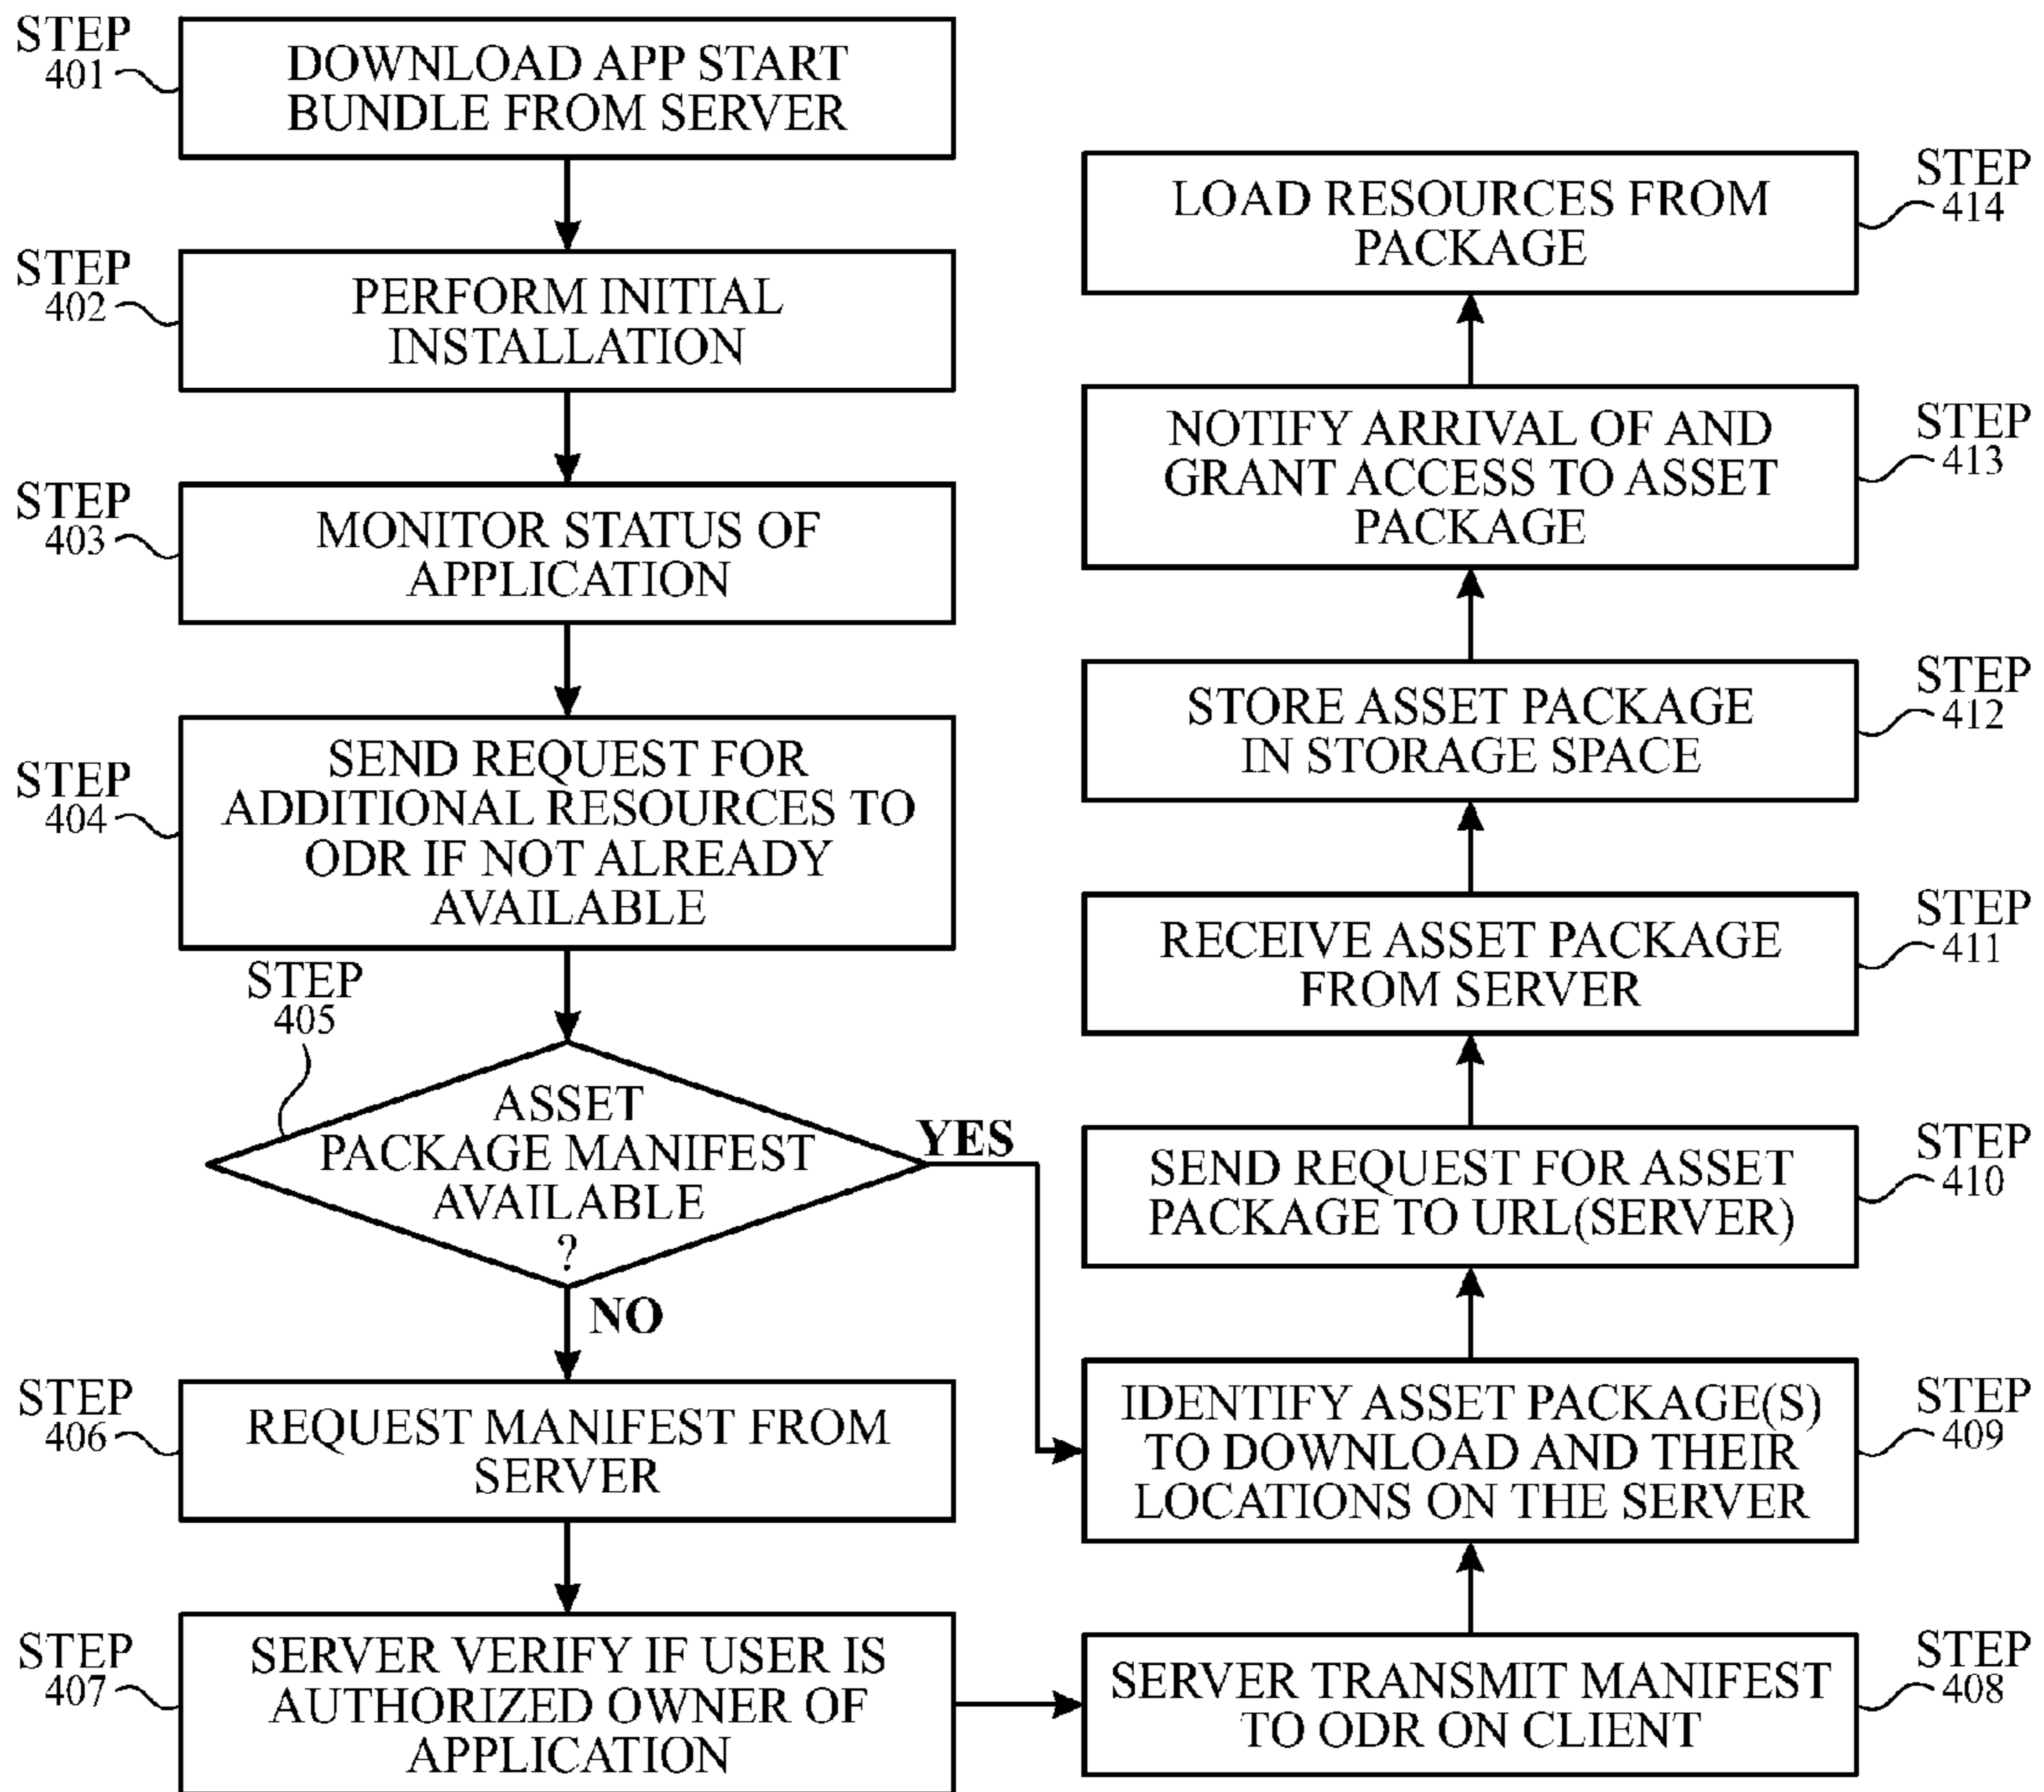 STEP
401
DOWNLOAD APP START
BUNDLE FROM SERVER
STEP
402
PERFORM INITIAL
INSTALLATION
STEP
403
MONITOR STATUS OF
APPLICATION
STEP
404
SEND REQUEST FOR
ADDITIONAL RESOURCES TO
ODR IF NOT ALREADY
AVAILABLE
STEP
405
ASSET
PACKAGE MANIFEST
AVAILABLE
?
YES
NO
STEP
406
REQUEST MANIFEST FROM
SERVER
STEP
407
SERVER VERIFY IF USER IS
AUTHORIZED OWNER OF
APPLICATION
SERVER TRANSMIT MANIFEST
TO ODR ON CLIENT
STEP
408
IDENTIFY ASSET PACKAGE(S)
TO DOWNLOAD AND THEIR
LOCATIONS ON THE SERVER
STEP
409
SEND REQUEST FOR ASSET
PACKAGE TO URL(SERVER)
STEP
410
RECEIVE ASSET PACKAGE
FROM SERVER
STEP
411
STORE ASSET PACKAGE
IN STORAGE SPACE
STEP
412
NOTIFY ARRIVAL OF AND
GRANT ACCESS TO ASSET
PACKAGE
STEP
413
LOAD RESOURCES FROM
PACKAGE
STEP
414